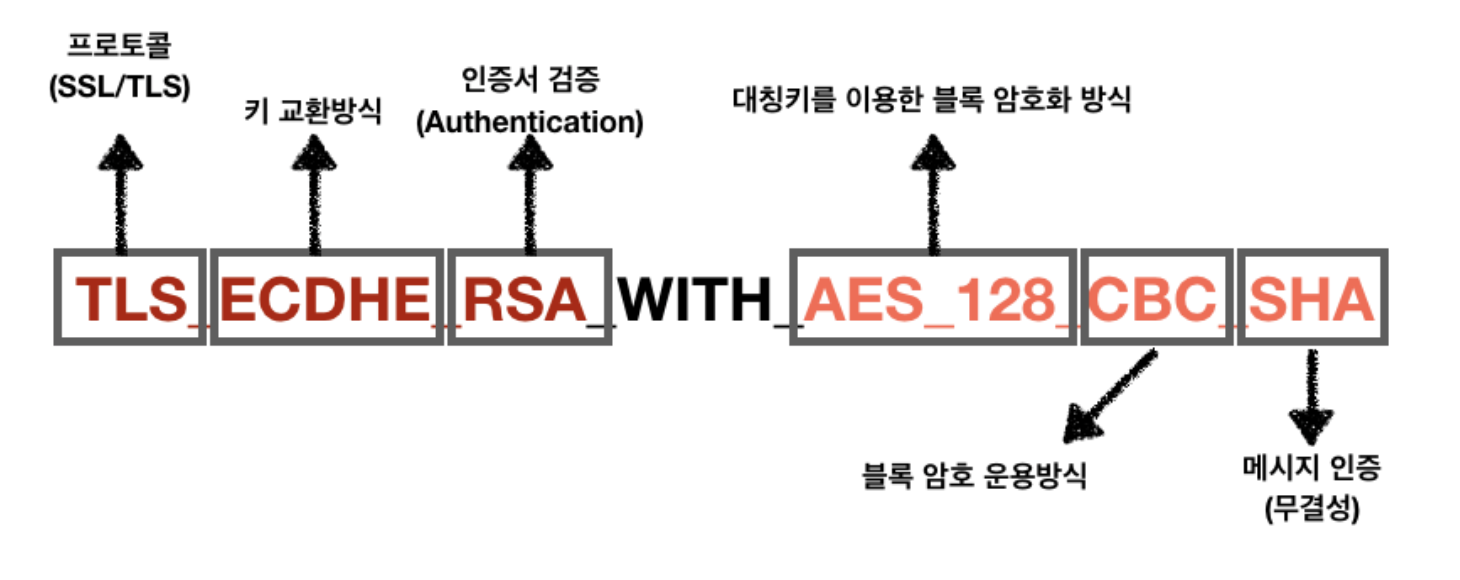 프로토콜
(SSL/TLS)
키 교환방식
인증서 검증
(Authentication)
대칭키를 이용한 블록 암호화 방식
TLS_ECDHE_RSA_WITH_AES_128_CBC_SHA
블록 암호 운용방식
메시지 인증
(무결성)